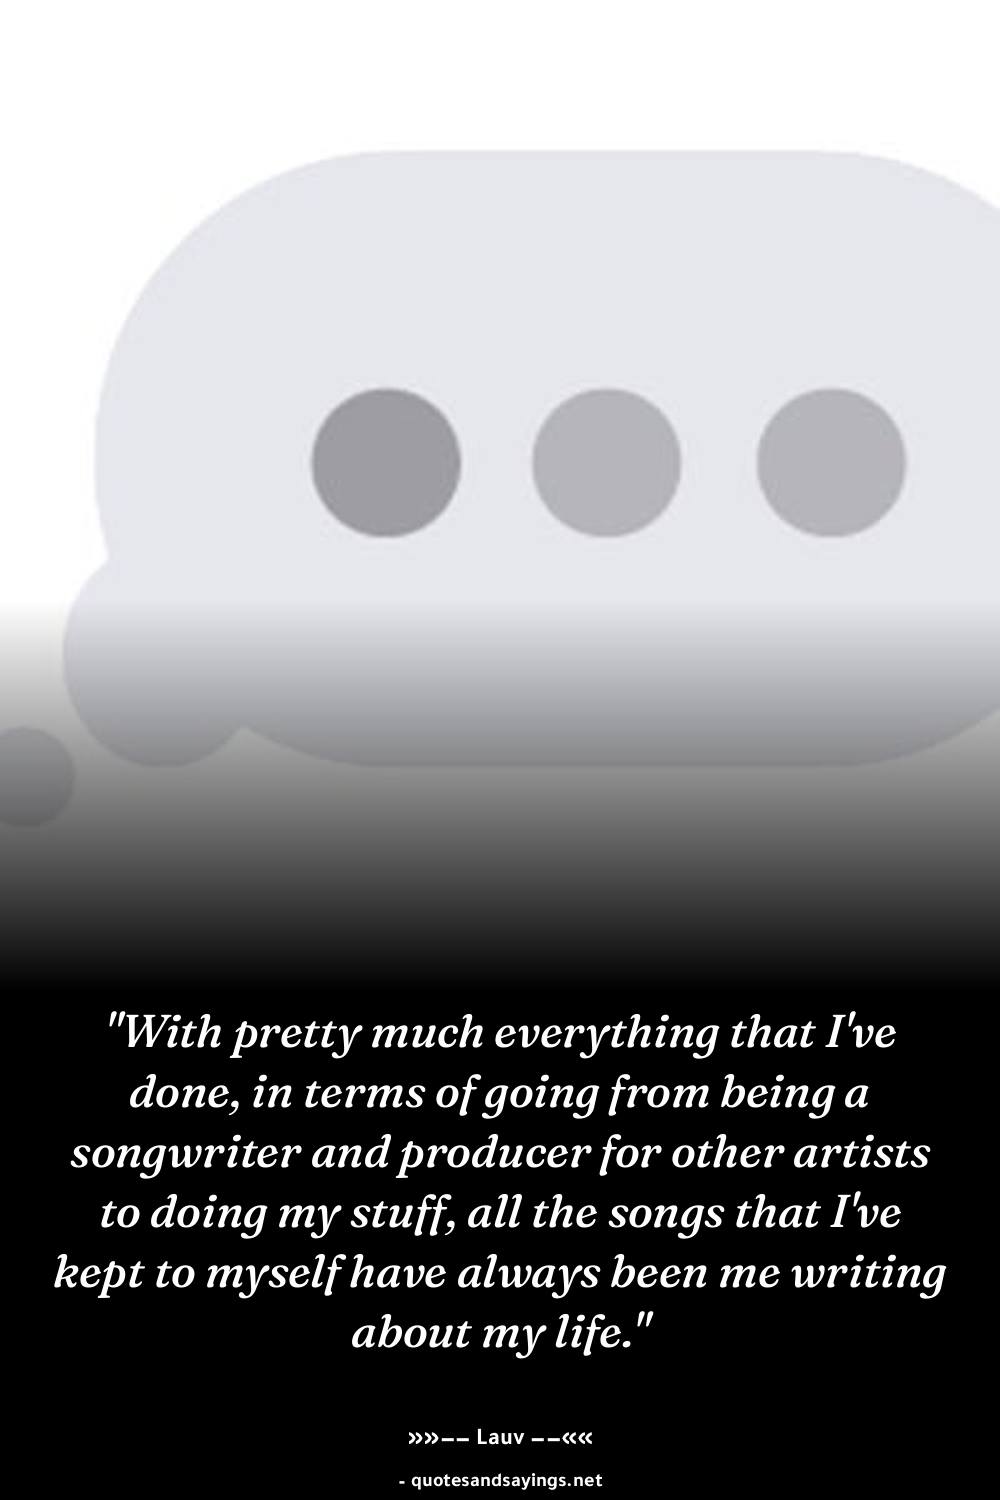 "With pretty much everything that I've
done, in terms of going from being a
songwriter and producer for other artists
to doing my stuff, all the songs that I've
kept to myself have always been me writing
about my life."
»»−− Lauv −−««
- quotesandsayings.net